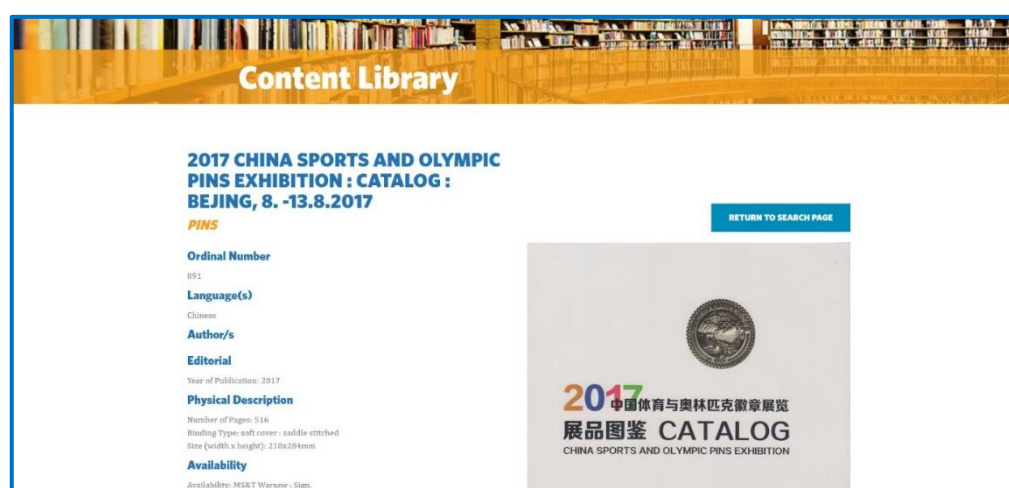 Content Library
2017 CHINA SPORTS AND OLYMPIC
PINS EXHIBITION : CATALOG :
BEJING, 8. -13.8.2017
PINS
RETURN TO SEARCH PAGE
Ordinal Number
891
Language(s)
Chinese
Author/s
Editorial
Year of Publication: 2017
Physical Description
Number of Pages: 516
Binding Type: soft cover : saddle stitched
Size (width x height): 210x284mm
Availability
Availability: MS&T Warsaw : Sign.
2017中国体育与奥林匹克徽章展览
展品图鉴 CATALOG
CHINA SPORTS AND OLYMPIC PINS EXHIBITION